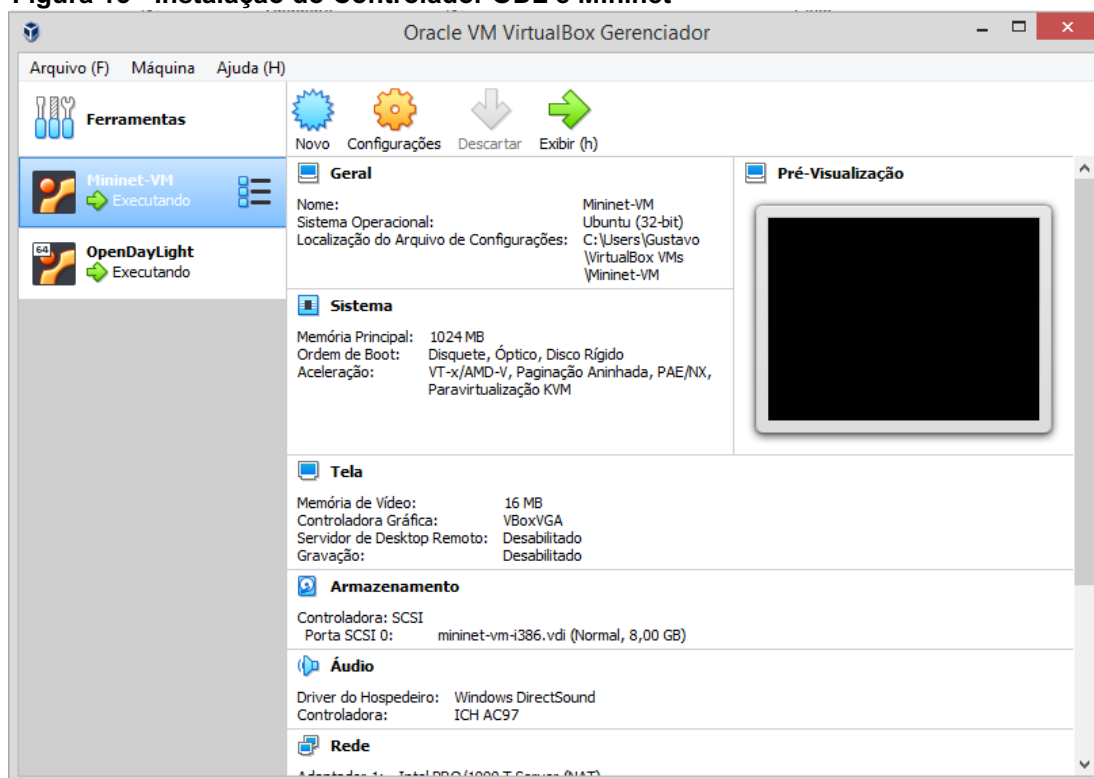 Oracle VM VirtualBox Gerenciador
Arquivo (F) Máquina Ajuda (H)
Ferramentas
Novo Configurações Descartar Exibir (h)
Mininet-VM
Executando
64
OpenDayLight
Executando
Geral
Nome: Mininet-VM
Sistema Operacional: Ubuntu (32-bit)
Localização do Arquivo de Configurações: C:\Users\Gustavo
\VirtualBox VMs
\Mininet-VM
Pré-Visualização
Sistema
Memória Principal: 1024 MB
Ordem de Boot: Disquete, Óptico, Disco Rígido
Aceleração: VT-x/AMD-V, Paginação Aninhada, PAE/NX,
Paravirtualização KVM
Tela
Memória de Vídeo: 16 MB
Controladora Gráfica: VBoxVGA
Servidor de Desktop Remoto: Desabilitado
Gravação: Desabilitado
Armazenamento
Controladora: SCSI
Porta SCSI 0: mininet-vm-i386.vdi (Normal, 8,00 GB)
Áudio
Driver do Hospedeiro: Windows DirectSound
Controladora: ICH AC97
Rede